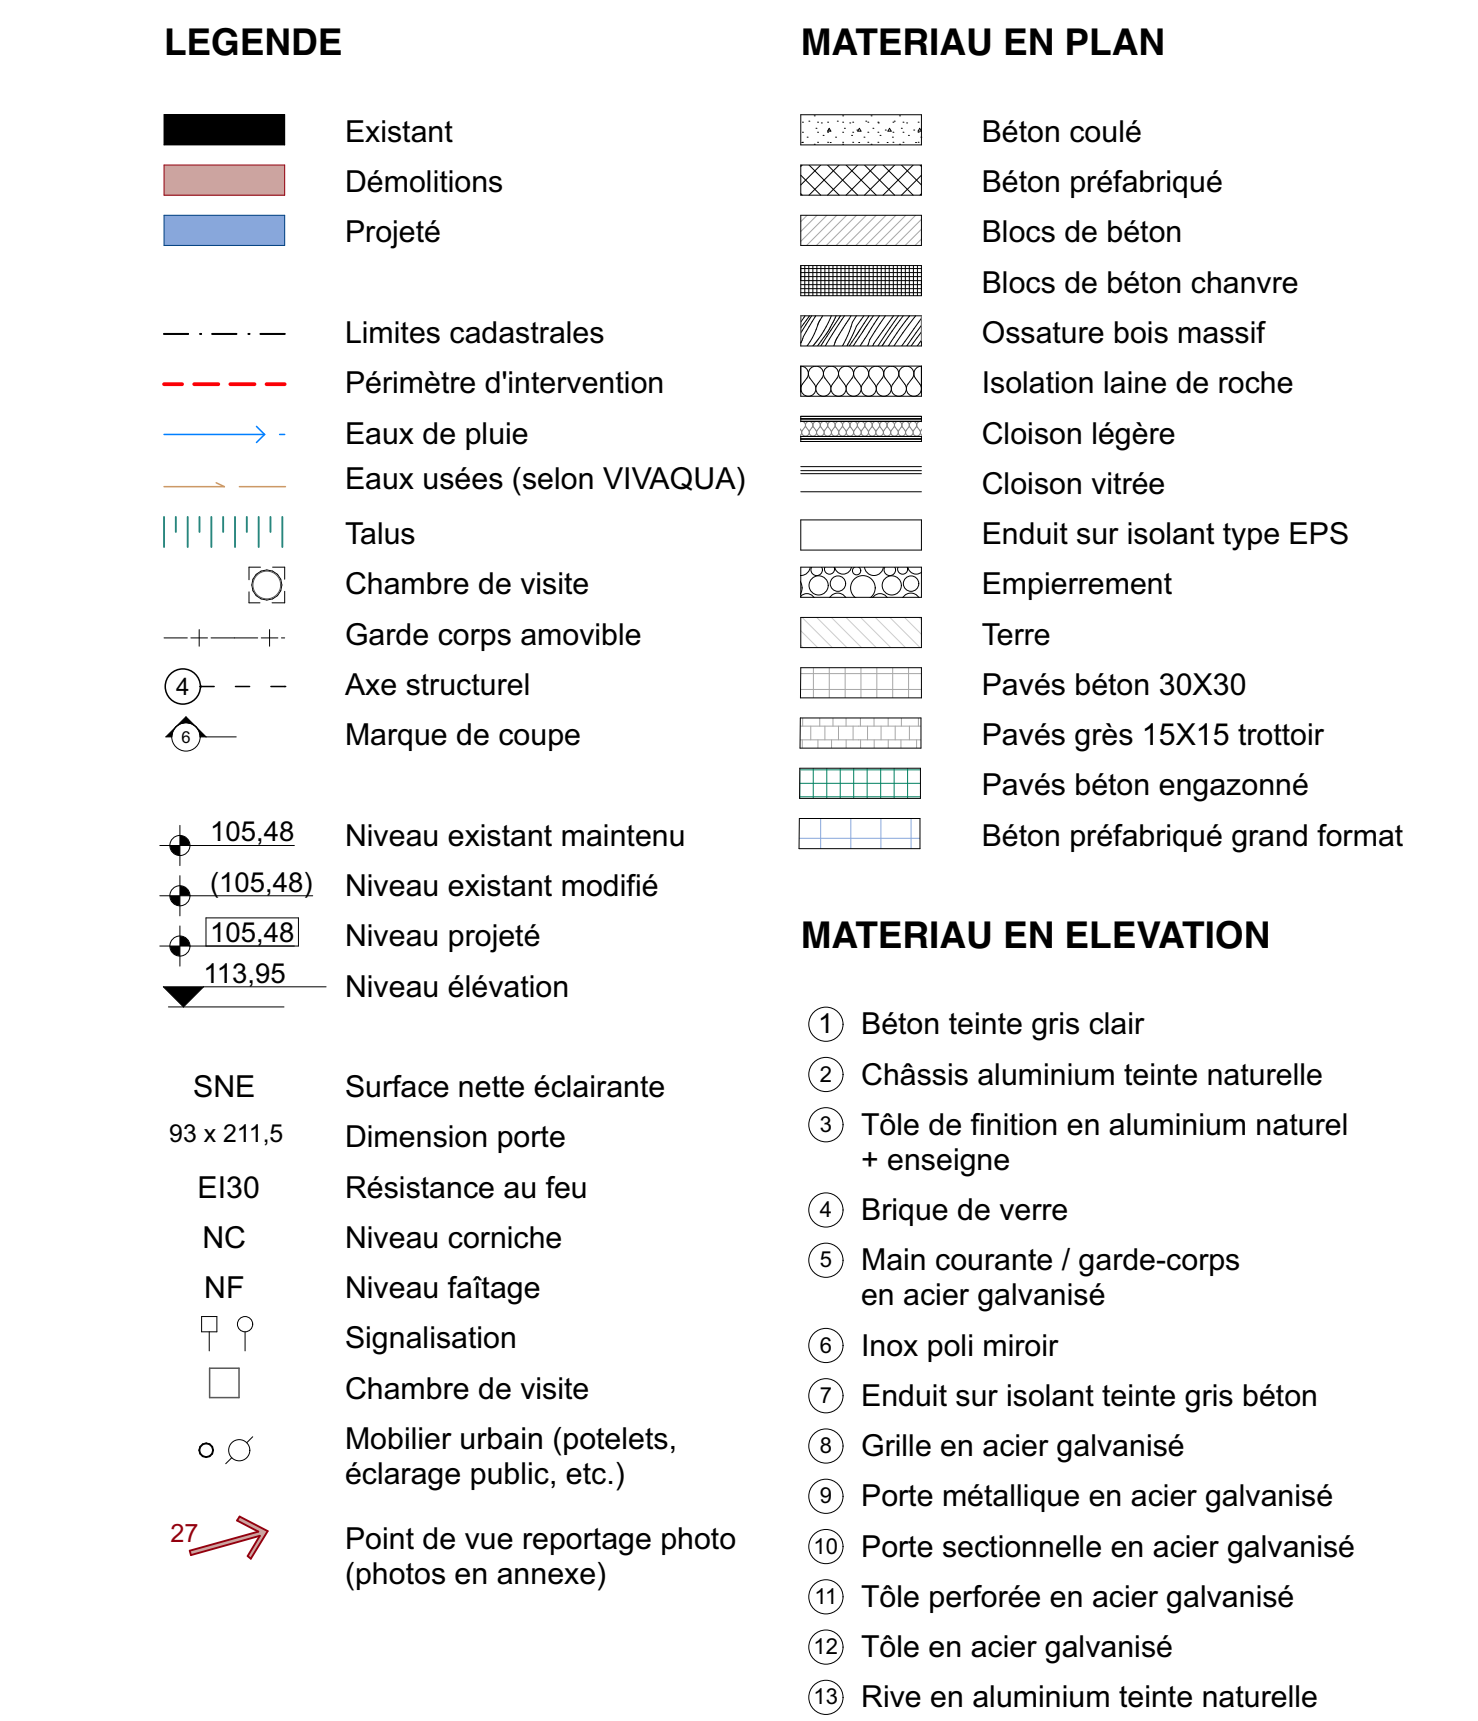 LEGENDE
Existant
Démolitions
Projeté
Limites cadastrales
Périmètre d'intervention
Eaux de pluie
Eaux usées (selon VIVAQUA)
Talus
Chambre de visite
Garde corps amovible
4 Axe structurel
6 Marque de coupe
105,48 Niveau existant maintenu
(105,48) Niveau existant modifié
105,48 Niveau projeté
113,95 Niveau élévation
SNE Surface nette éclairante
93 x 211,5 Dimension porte
EI30 Résistance au feu
NC Niveau corniche
NF Niveau faîtage
Signalisation
Chambre de visite
Mobilier urbain (potelets,
éclarage public, etc.)
27 Point de vue reportage photo
(photos en annexe)
MATERIAU EN PLAN
Béton coulé
Béton préfabriqué
Blocs de béton
Blocs de béton chanvre
Ossature bois massif
Isolation laine de roche
Cloison légère
Cloison vitrée
Enduit sur isolant type EPS
Empierrement
Terre
Pavés béton 30X30
Pavés grès 15X15 trottoir
Pavés béton engazonné
Béton préfabriqué grand format
MATERIAU EN ELEVATION
1 Béton teinte gris clair
2 Châssis aluminium teinte naturelle
3 Tôle de finition en aluminium naturel
+ enseigne
4 Brique de verre
5 Main courante / garde-corps
en acier galvanisé
6 Inox poli miroir
7 Enduit sur isolant teinte gris béton
8 Grille en acier galvanisé
9 Porte métallique en acier galvanisé
10 Porte sectionnelle en acier galvanisé
11 Tôle perforée en acier galvanisé
12 Tôle en acier galvanisé
13 Rive en aluminium teinte naturelle